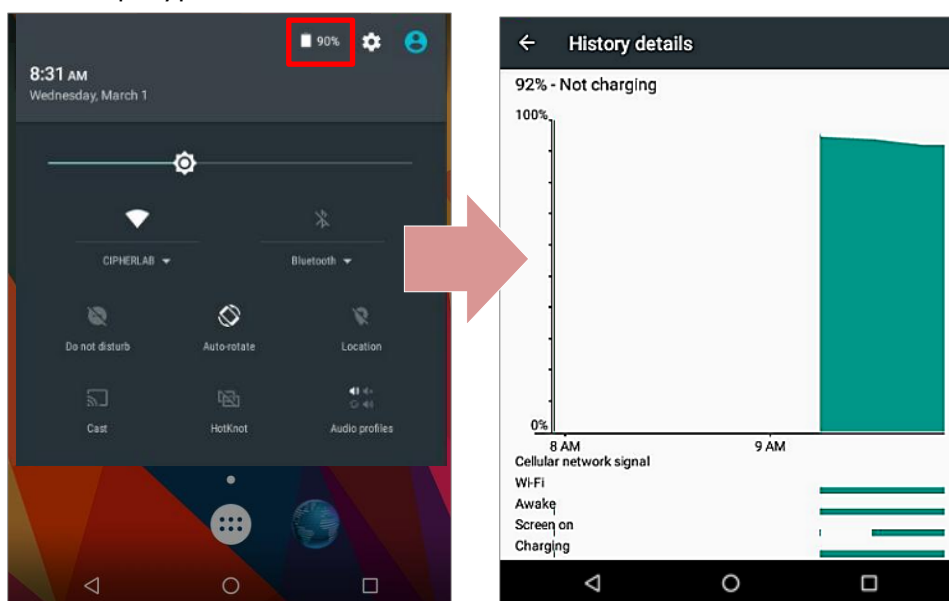 90%
8:31 AM
Wednesday, March 1
CIPHERLAB
Bluetooth
Do not disturb
Auto-rotate
Location
Cast
HotKnot
Audio profiles
History details
92% - Not charging
100%
0%
8 AM
9 AM
Cellular network signal
Wi-Fi
Awake
Screen on
Charging